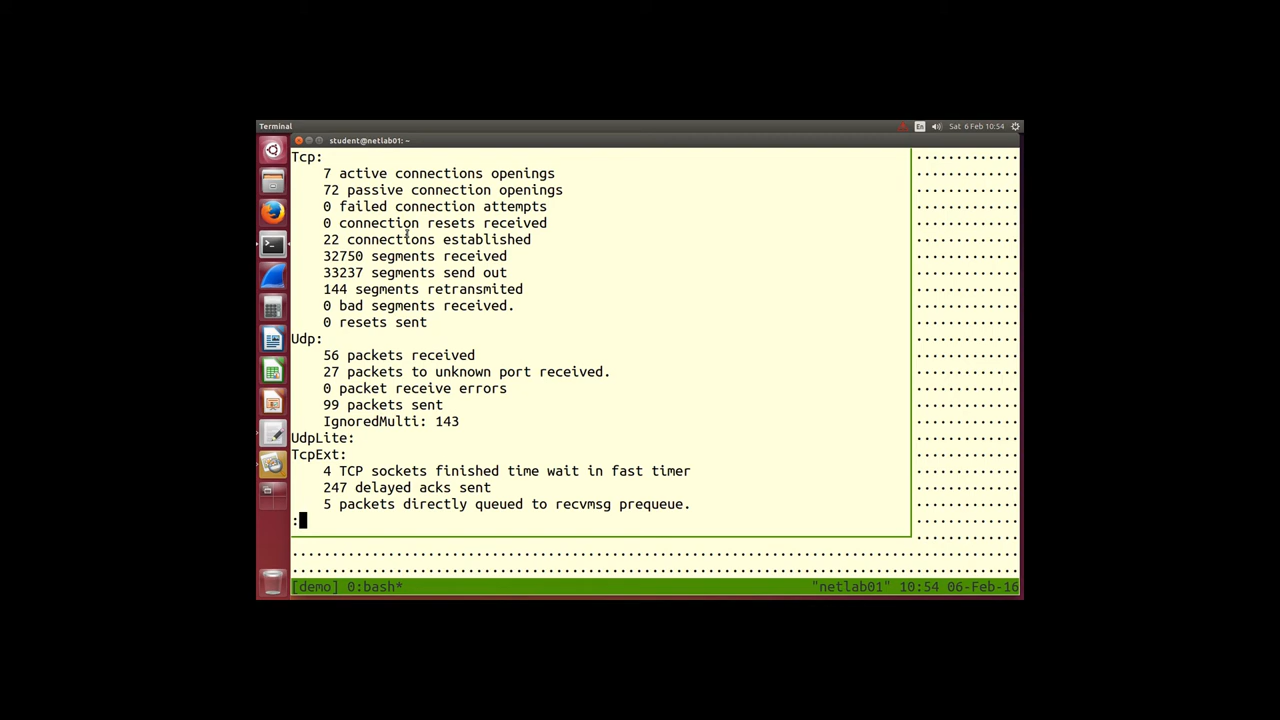 Terminal
En
Sat 6 Feb 10:54
student@netlab01: ~
Tcp:
7 active connections openings
72 passive connection openings
0 failed connection attempts
0 connection resets received
22 connections established
32750 segments received
33237 segments send out
144 segments retransmited
0 bad segments received.
0 resets sent
Udp:
56 packets received
27 packets to unknown port received.
0 packet receive errors
99 packets sent
IgnoredMulti: 143
UdpLite:
TcpExt:
4 TCP sockets finished time wait in fast timer
247 delayed acks sent
5 packets directly queued to recvmsg prequeue.
:
[demo] 0:bash* "netlab01" 10:54 06-Feb-16